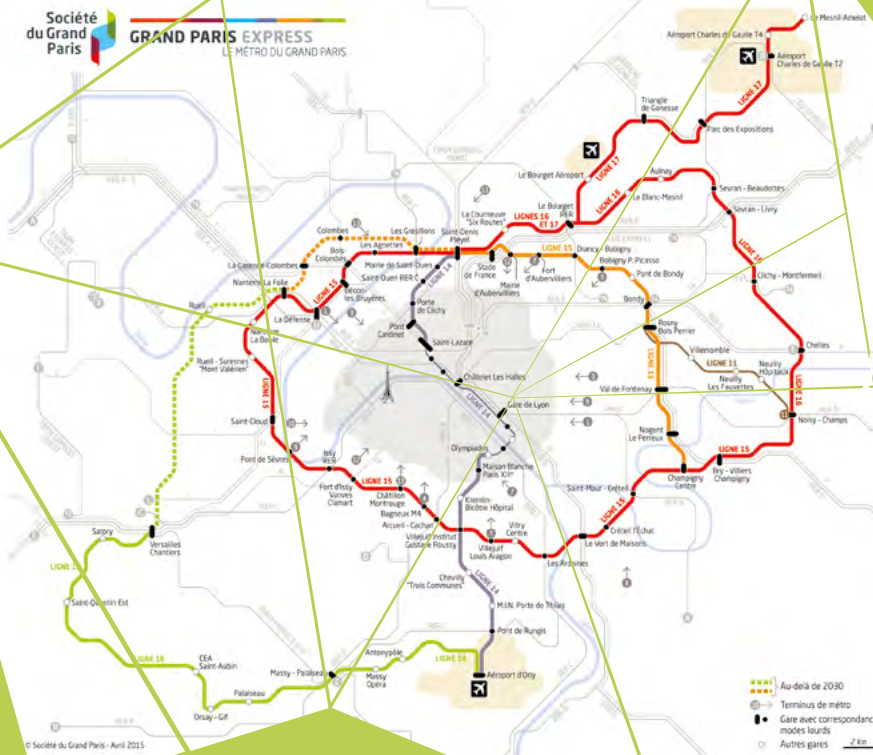 Société
du Grand
Paris
GRAND PARIS EXPRESS
LE MÉTRO DU GRAND PARIS
Le Mesnil-Amelot
Aéroport Charles de Gaulle T4
Aéroport
Charles de Gaulle T2
LIGNE 17
Triangle
de Gonesse
Parc des Expositions
Le Bourget Aéroport
LIGNE 17
Aulnay
LIGNE 16
Le Blanc-Mesnil
Sevran - Beaudottes
Sevran - Livry
Le Bourget
RER
La Courneuve
"Six Routes"
LIGNES 16
ET 17
Colombes
Les Grésillons
Saint-Denis
Pleyel
Les Agnettes
Bois-
Colombes
La Garenne-Colombes
Mairie de Saint-Ouen
Saint-Ouen RER C
Stade
de France
LIGNE 15
Mairie
d'Aubervilliers
Fort
d'Aubervilliers
Drancy - Bobigny
Bobigny P. Picasso
Pont de Bondy
LIGNE 16
Clichy - Montfermeil
Nanterre La Folie
LIGNE 15
Bécon-
les-Bruyères
LIGNE 14
Rueil
La Défense
Porte
de Clichy
Bondy
Nanterre
La Boule
Pont
Cardinet
Saint-Lazare
Rosny
Bois Perrier
Chelles
Rueil - Suresnes
"Mont Valérien"
Villemomble
LIGNE 11
Neuilly
Hôpitaux
Neuilly
Les Fauvettes
LIGNE 15
Châtelet Les Halles
LIGNE 15
Val de Fontenay
LIGNE 16
LIGNE 14
Gare de Lyon
Noisy - Champs
Saint-Cloud
Nogent
Le Perreux
Olympiades
Pont de Sèvres
Issy
RER
Maison Blanche
Paris XIIIe
LIGNE 15
Bry - Villiers
Champigny
Champigny
Centre
Fort d'Issy
Vanves
Clamart
LIGNE 15
Châtillon
Montrouge
Bagneux M4
Arcueil - Cachan
Kremlin-
Bicêtre Hôpital
Saint-Maur - Créteil
LIGNE 15
Créteil l'Échat
Villejuif Institut
Gustave Roussy
Villejuif
Louis Aragon
Vitry
Centre
Les Ardoines
Le Vert de Maisons
Satory
Versailles
Chantiers
Chevilly
"Trois Communes"
LIGNE 14
M.I.N. Porte de Thiais
Saint-Quentin Est
Pont de Rungis
LIGNE 18
CEA
Saint-Aubin
Massy - Palaiseau
Antonypôle
LIGNE 18
Massy
Opéra
Aéroport d'Orly
Palaiseau
Orsay - Gif
Au-delà de 2030
Terminus de métro
Gare avec correspondance
modes lourds
Autres gares
2 km
© Société du Grand Paris - Avril 2015